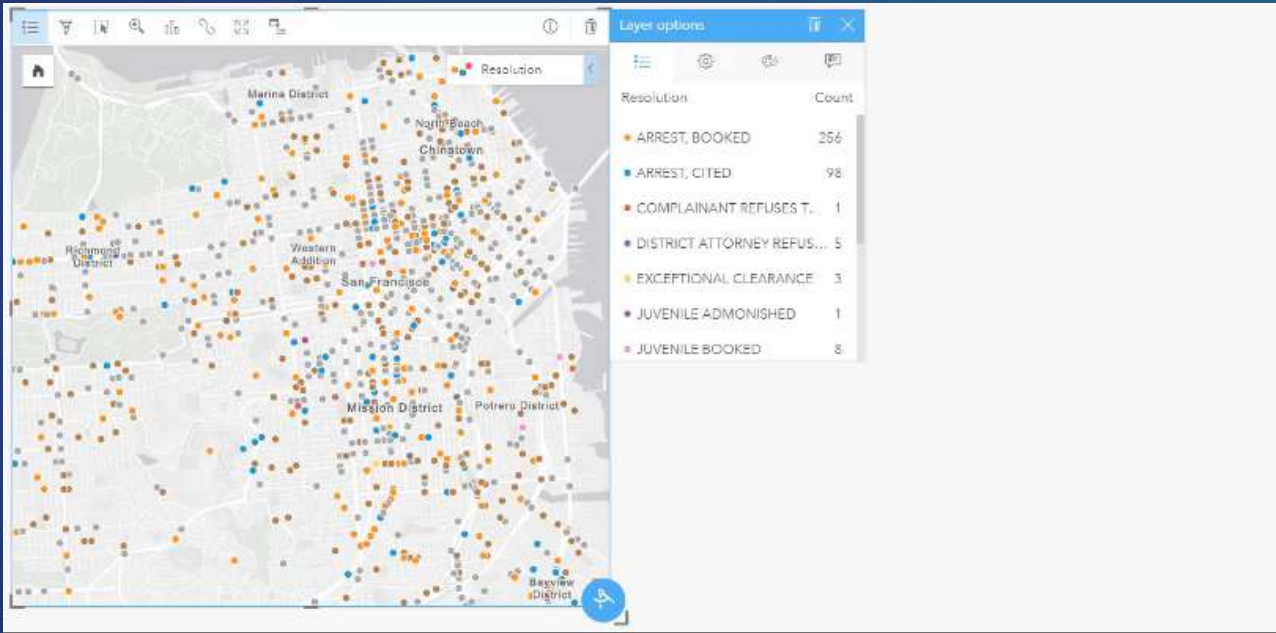 Layer options
Resolution
Resolution Count
ARREST, BOOKED 256
ARREST, CITED 98
COMPLAINANT REFUSES T... 1
DISTRICT ATTORNEY REFUS... 5
EXCEPTIONAL CLEARANCE 3
JUVENILE ADMONISHED 1
JUVENILE BOOKED 8
Marina District
North Beach
Chinatown
Richmond
District
Western
Addition
San Francisco
Mission District
Potrero District
Bayview
District